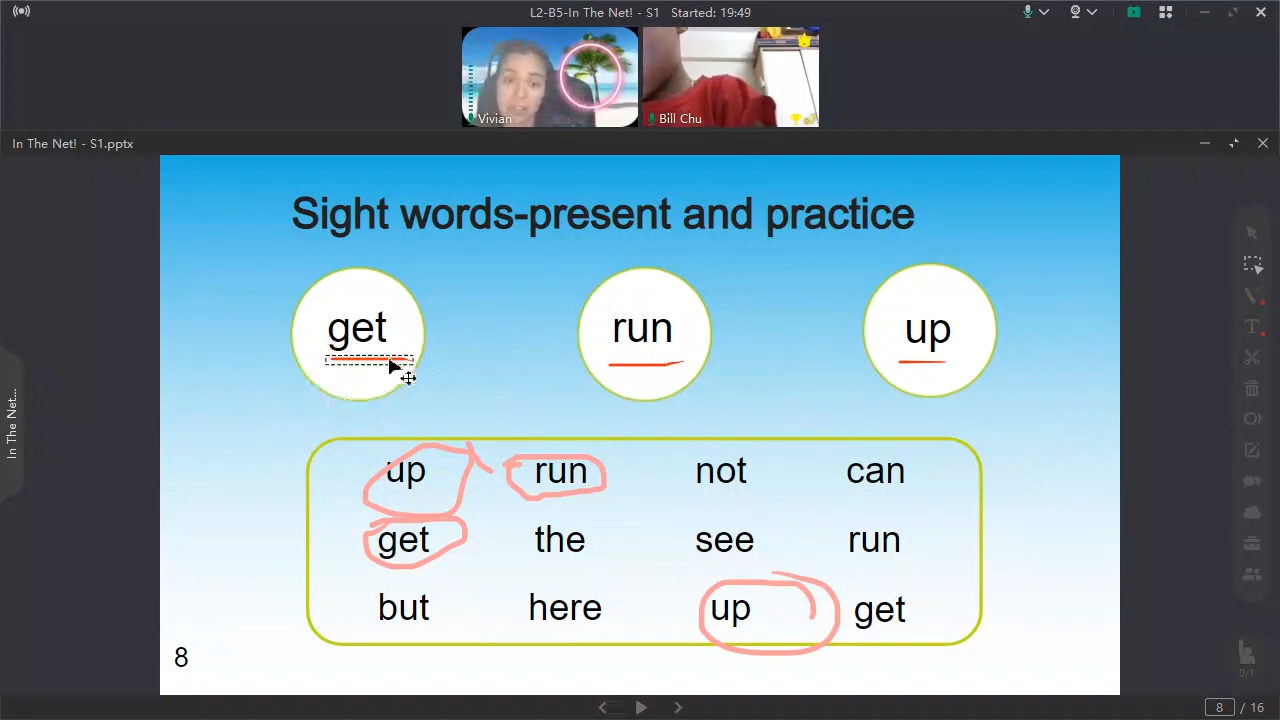 L2-B5-In The Net! - S1 Started: 19:49
Vivian
Bill Chu
In The Net! - S1.pptx
In The Net...
Sight words-present and practice
get run up
up run not can
get the see run
but here up get
8
0/1
8 / 16